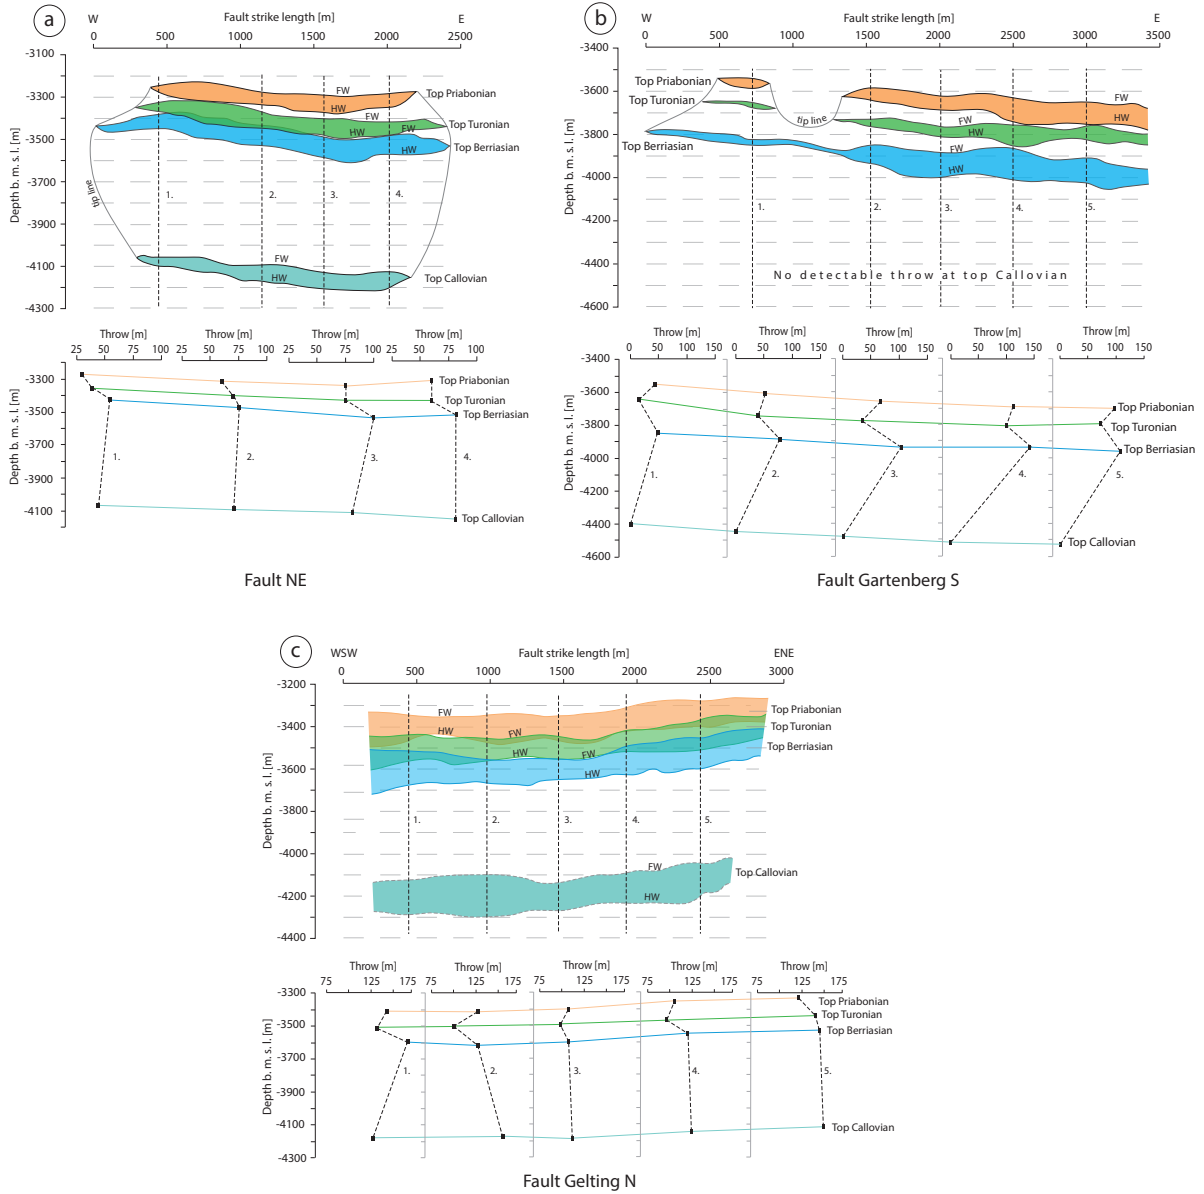 a
W
Fault strike length [m]
E
0 500 1000 1500 2000 2500
Depth b. m. s. l. [m]
-3100
-3300
-3500
-3700
-3900
-4100
-4300
FW
HW
Top Priabonian
FW
HW
FW
Top Turonian
HW
Top Berriasian
tip line
1. 2. 3. 4.
FW
HW
Top Callovian
Throw [m] Throw [m] Throw [m] Throw [m]
25 50 75 100 50 75 100 25 50 75 100 25 50 75 100
Depth b. m. s. l. [m]
-3300
-3500
-3700
-3900
-4100
Top Priabonian
Top Turonian
Top Berriasian
1. 2. 3. 4.
Top Callovian
Fault NE
b
W
Fault strike length [m]
E
0 500 1000 1500 2000 2500 3000 3500
Depth b. m. s. l. [m]
-3400
-3600
-3800
-4000
-4200
-4400
-4600
Top Priabonian
Top Turonian
Top Berriasian
tip line
FW
HW
FW
HW
FW
HW
1. 2. 3. 4. 5.
No detectable throw at top Callovian
Throw [m] Throw [m] Throw [m] Throw [m] Throw [m]
0 50 100 150 0 50 100 150 0 50 100 150 0 50 100 150 0 50 100 150
Depth b. m. s. l. [m]
-3400
-3600
-3800
-4000
-4200
-4400
-4600
Top Priabonian
Top Turonian
Top Berriasian
1. 2. 3. 4. 5.
Top Callovian
Fault Gartenberg S
c
WSW
Fault strike length [m]
ENE
0 500 1000 1500 2000 2500 3000
Depth b. m. s. l. [m]
-3200
-3400
-3600
-3800
-4000
-4200
-4400
FW
HW
FW
HW
FW
HW
Top Priabonian
Top Turonian
Top Berriasian
1. 2. 3. 4. 5.
FW
HW
Top Callovian
Throw [m] Throw [m] Throw [m] Throw [m] Throw [m]
75 125 175 75 125 175 75 125 175 75 125 175 75 125 175
Depth b. m. s. l. [m]
-3300
-3500
-3700
-3900
-4100
-4300
Top Priabonian
Top Turonian
Top Berriasian
1. 2. 3. 4. 5.
Top Callovian
Fault Gelting N